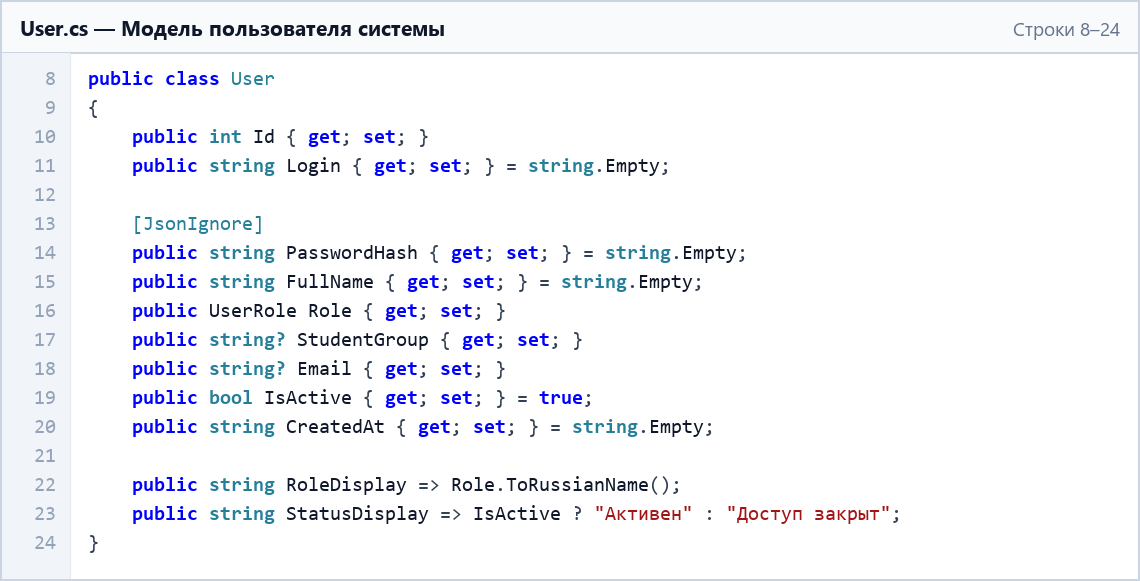 User.cs — Модель пользователя системы
Строки 8–24
8 public class User
9 {
10 public int Id { get; set; }
11 public string Login { get; set; } = string.Empty;
12
13 [JsonIgnore]
14 public string PasswordHash { get; set; } = string.Empty;
15 public string FullName { get; set; } = string.Empty;
16 public UserRole Role { get; set; }
17 public string? StudentGroup { get; set; }
18 public string? Email { get; set; }
19 public bool IsActive { get; set; } = true;
20 public string CreatedAt { get; set; } = string.Empty;
21
22 public string RoleDisplay => Role.ToRussianName();
23 public string StatusDisplay => IsActive ? "Активен" : "Доступ закрыт";
24 }